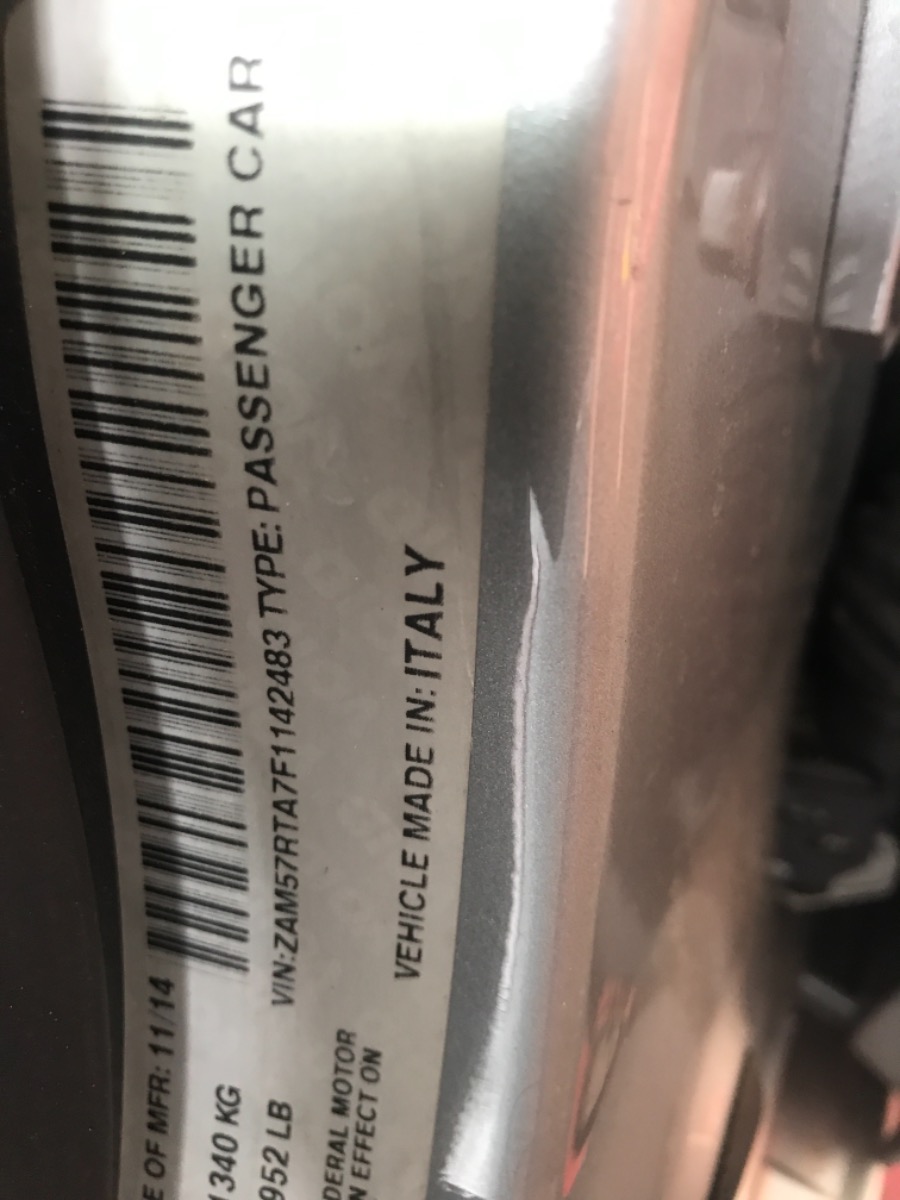 E OF MFR: 11/14
1340 KG
952 LB
VIN:ZAM57RTA7F1142483 TYPE: PASSENGER CAR
DERAL MOTOR
N EFFECT ON
VEHICLE MADE IN: ITALY